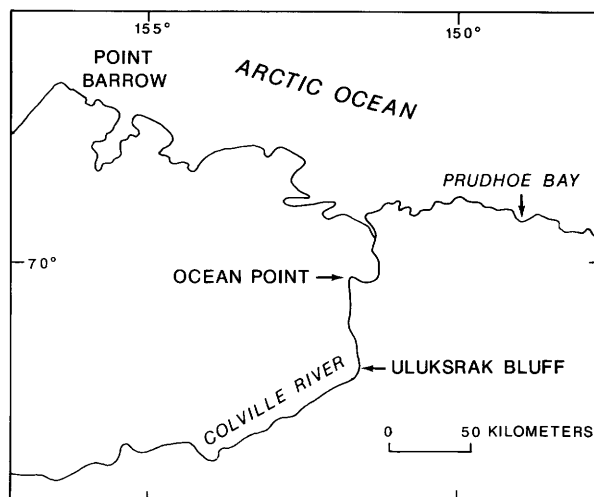 155°
150°
POINT
BARROW
ARCTIC OCEAN
PRUDHOE BAY
70°
OCEAN POINT
ULUKSRAK BLUFF
COLVILLE RIVER
0 50 KILOMETERS